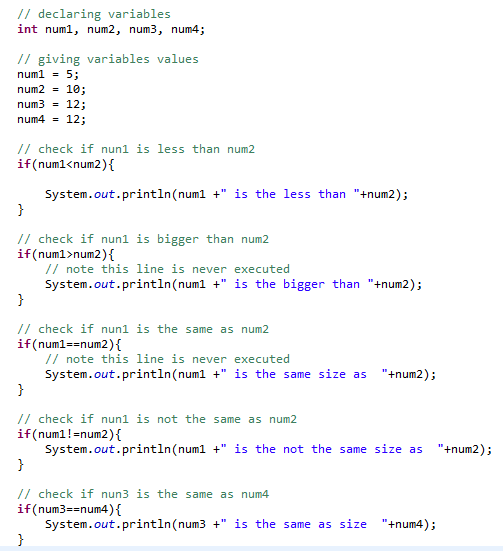 // declaring variables
int num1, num2, num3, num4;
// giving variables values
num1 = 5;
num2 = 10;
num3 = 12;
num4 = 12;
// check if nun1 is less than num2
if(num1<num2){
System.out.println(num1 +" is the less than "+num2);
}
// check if nun1 is bigger than num2
if(num1>num2){
// note this line is never executed
System.out.println(num1 +" is the bigger than "+num2);
}
// check if nun1 is the same as num2
if(num1==num2){
// note this line is never executed
System.out.println(num1 +" is the same size as  "+num2);
}
// check if nun1 is not the same as num2
if(num1!=num2){
System.out.println(num1 +" is the not the same size as  "+num2);
}
// check if nun3 is the same as num4
if(num3==num4){
System.out.println(num3 +" is the same as size  "+num4);
}